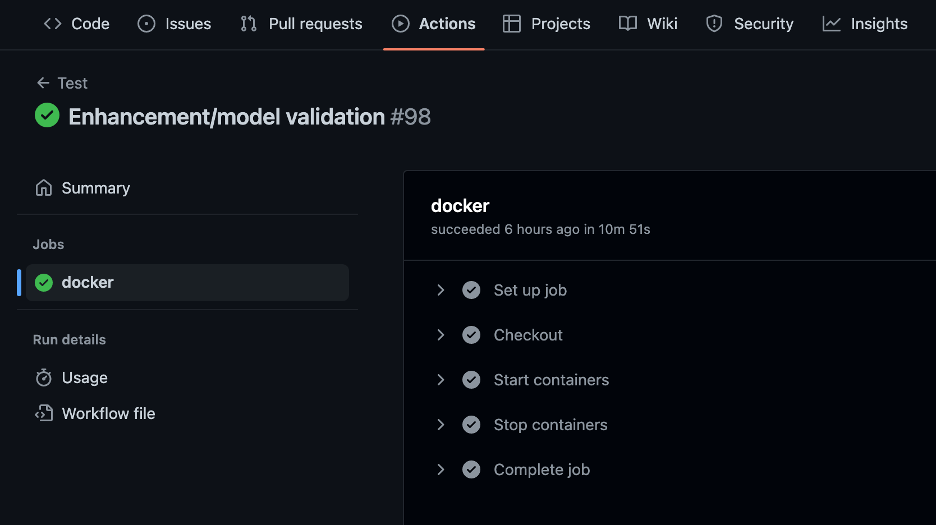 Code Issues Pull requests Actions Projects Wiki Security Insights
Test
Enhancement/model validation #98
Summary
Jobs
docker
Run details
Usage
Workflow file
docker
succeeded 6 hours ago in 10m 51s
Set up job
Checkout
Start containers
Stop containers
Complete job